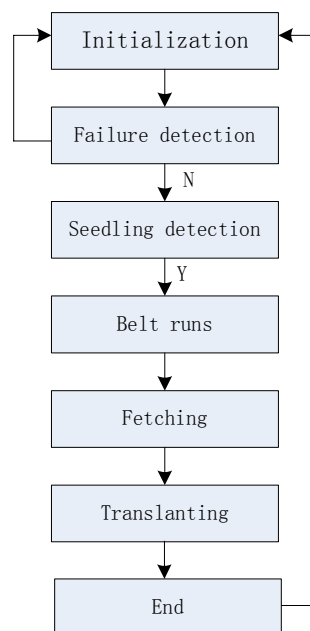 Initialization
Failure detection
N
Seedling detection
Y
Belt runs
Fetching
Translanting
End